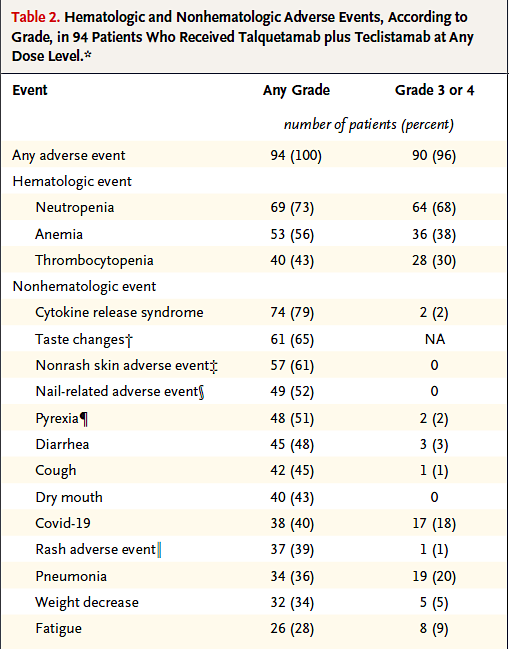 Table 2. Hematologic and Nonhematologic Adverse Events, According to
Grade, in 94 Patients Who Received Talquetamab plus Teclistamab at Any
Dose Level.*
Event Any Grade Grade 3 or 4
number of patients (percent)
Any adverse event 94 (100) 90 (96)
Hematologic event
Neutropenia 69 (73) 64 (68)
Anemia 53 (56) 36 (38)
Thrombocytopenia 40 (43) 28 (30)
Nonhematologic event
Cytokine release syndrome 74 (79) 2 (2)
Taste changes† 61 (65) NA
Nonrash skin adverse event‡ 57 (61) 0
Nail-related adverse event§ 49 (52) 0
Pyrexia¶ 48 (51) 2 (2)
Diarrhea 45 (48) 3 (3)
Cough 42 (45) 1 (1)
Dry mouth 40 (43) 0
Covid-19 38 (40) 17 (18)
Rash adverse event‖ 37 (39) 1 (1)
Pneumonia 34 (36) 19 (20)
Weight decrease 32 (34) 5 (5)
Fatigue 26 (28) 8 (9)